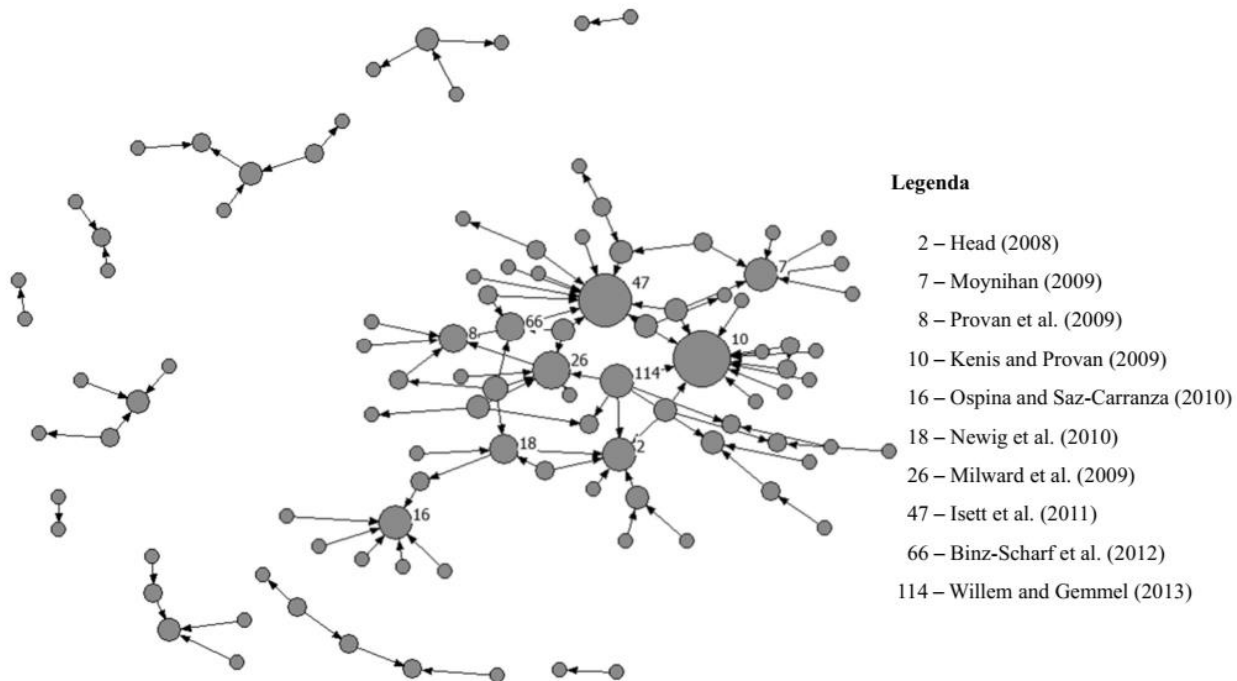 47
7
66
8
10
26
114
18
2
16
Legenda
2 – Head (2008)
7 – Moynihan (2009)
8 – Provan et al. (2009)
10 – Kenis and Provan (2009)
16 – Ospina and Saz-Carranza (2010)
18 – Newig et al. (2010)
26 – Milward et al. (2009)
47 – Isett et al. (2011)
66 – Binz-Scharf et al. (2012)
114 – Willem and Gemmel (2013)